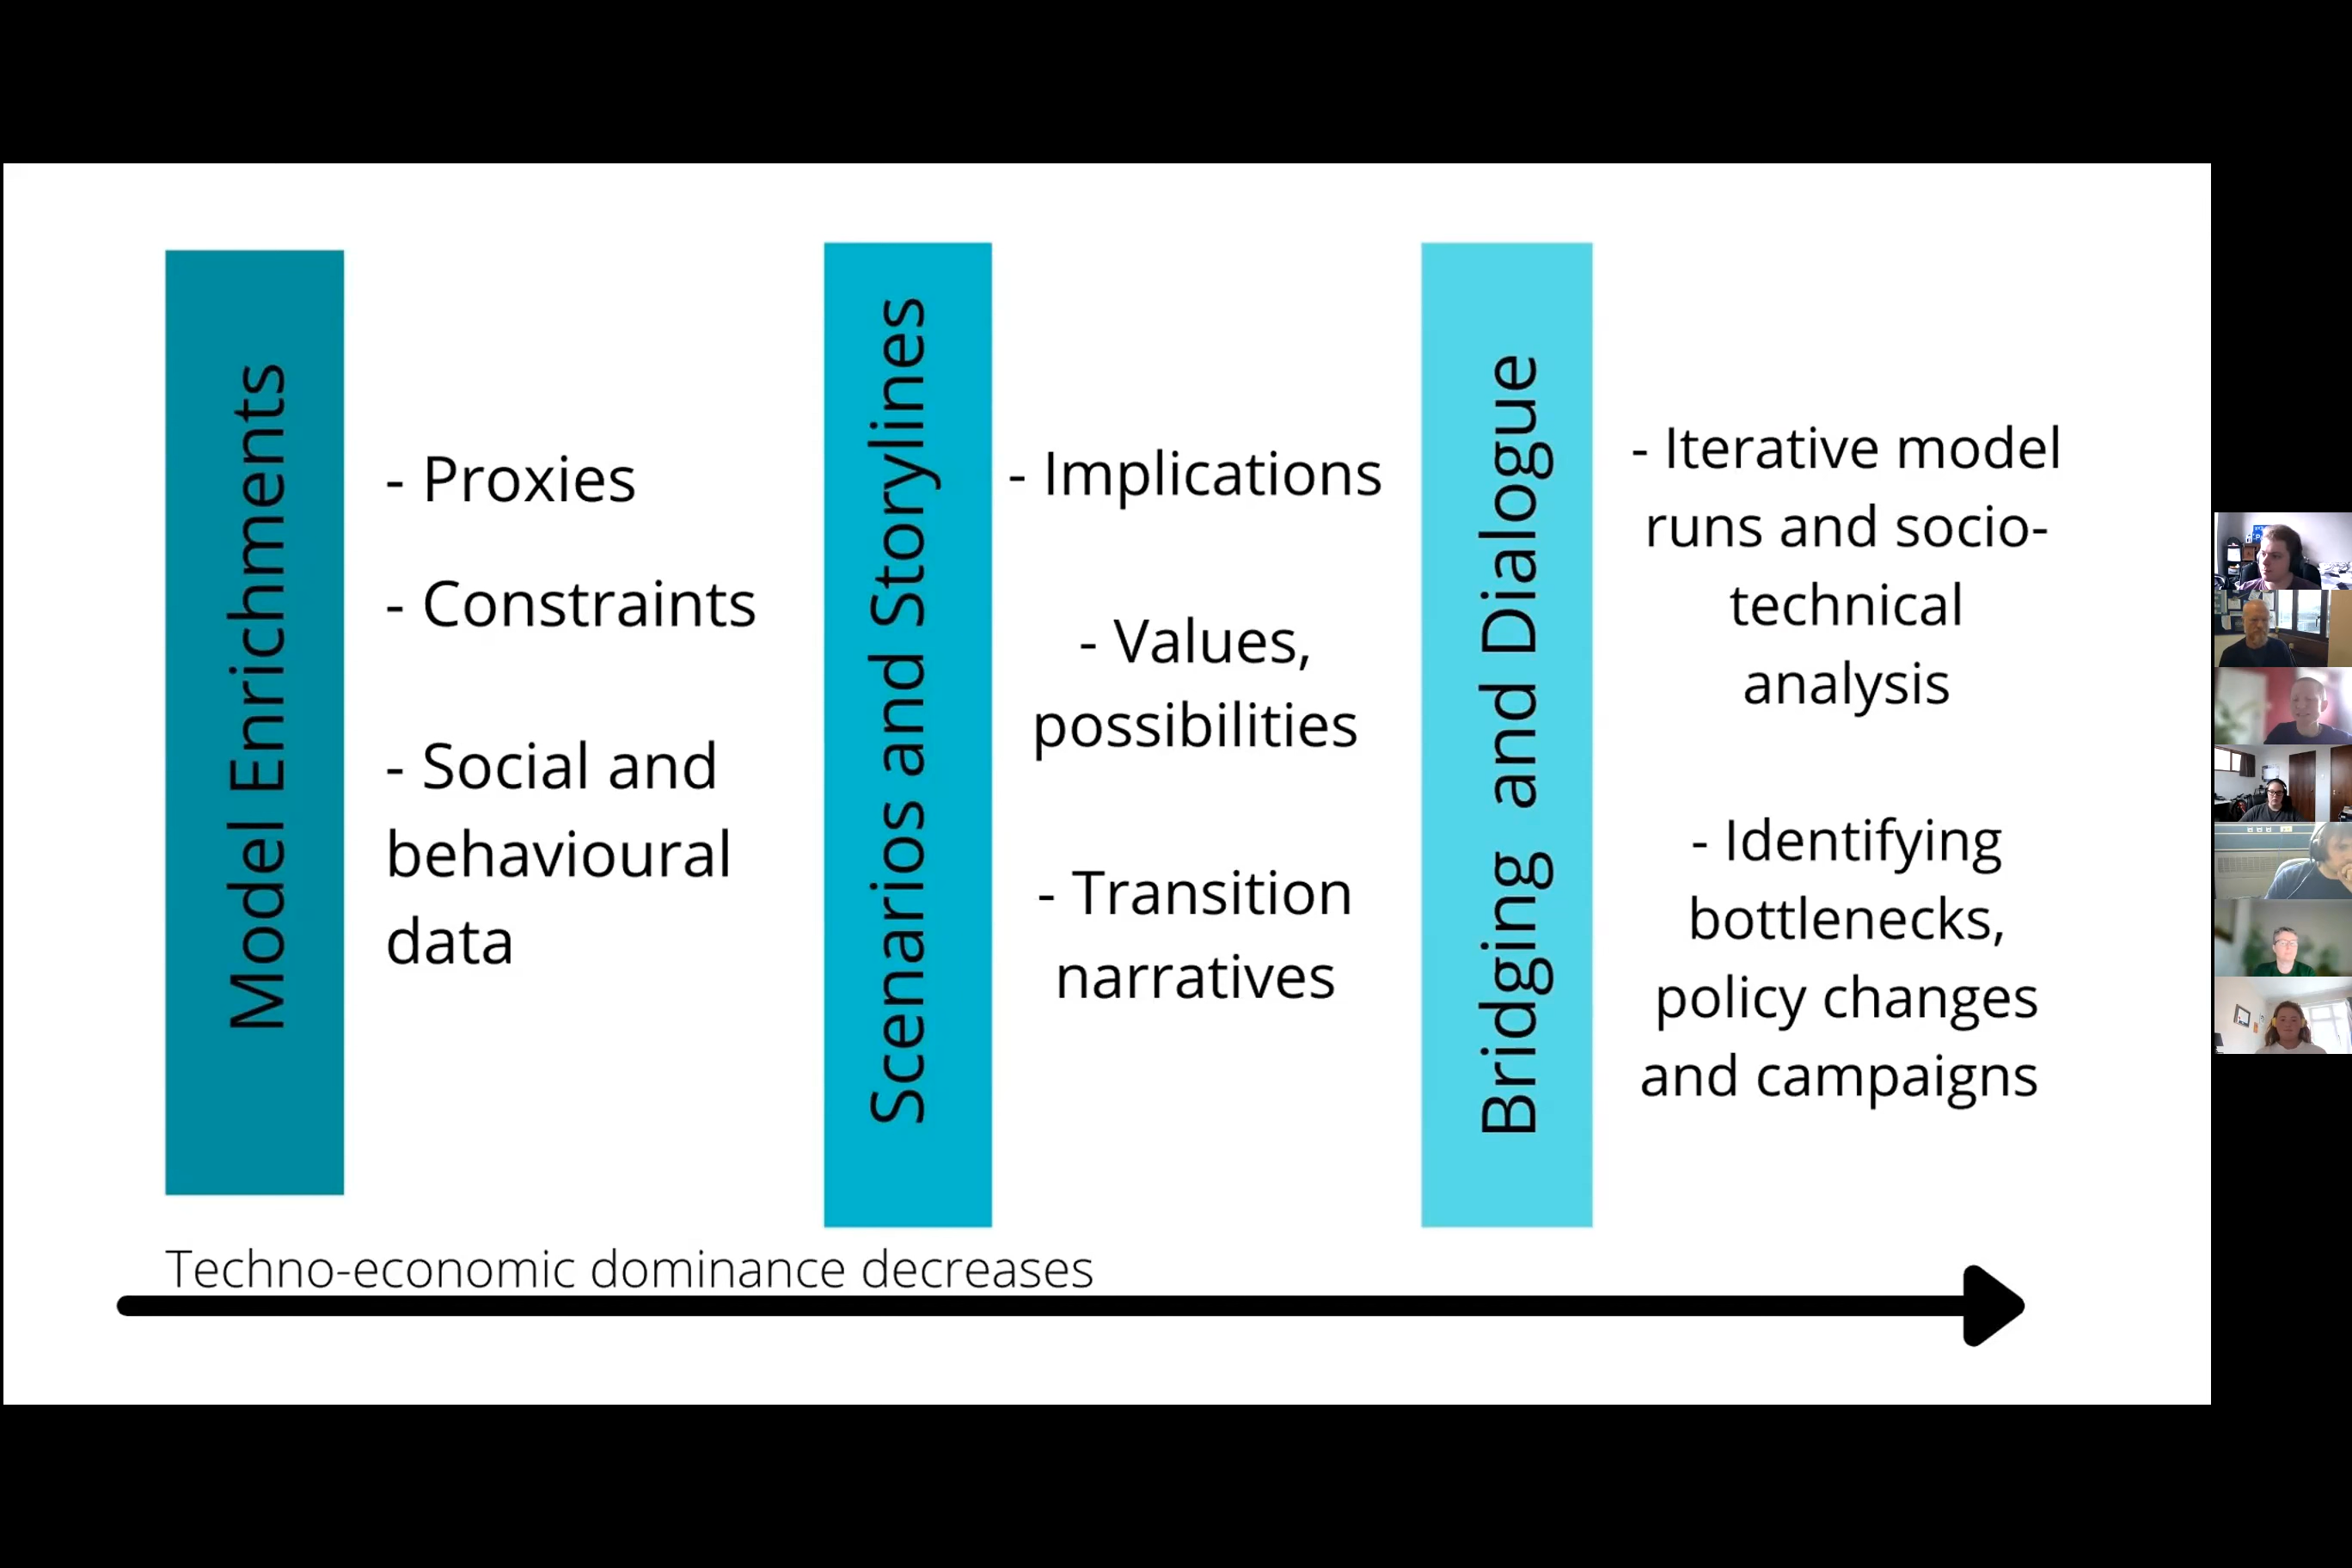 Model Enrichments
- Proxies
- Constraints
- Social and
behavioural
data
Scenarios and Storylines
- Implications
- Values,
possibilities
- Transition
narratives
Bridging and Dialogue
- Iterative model
runs and socio-
technical
analysis
- Identifying
bottlenecks,
policy changes
and campaigns
Techno-economic dominance decreases